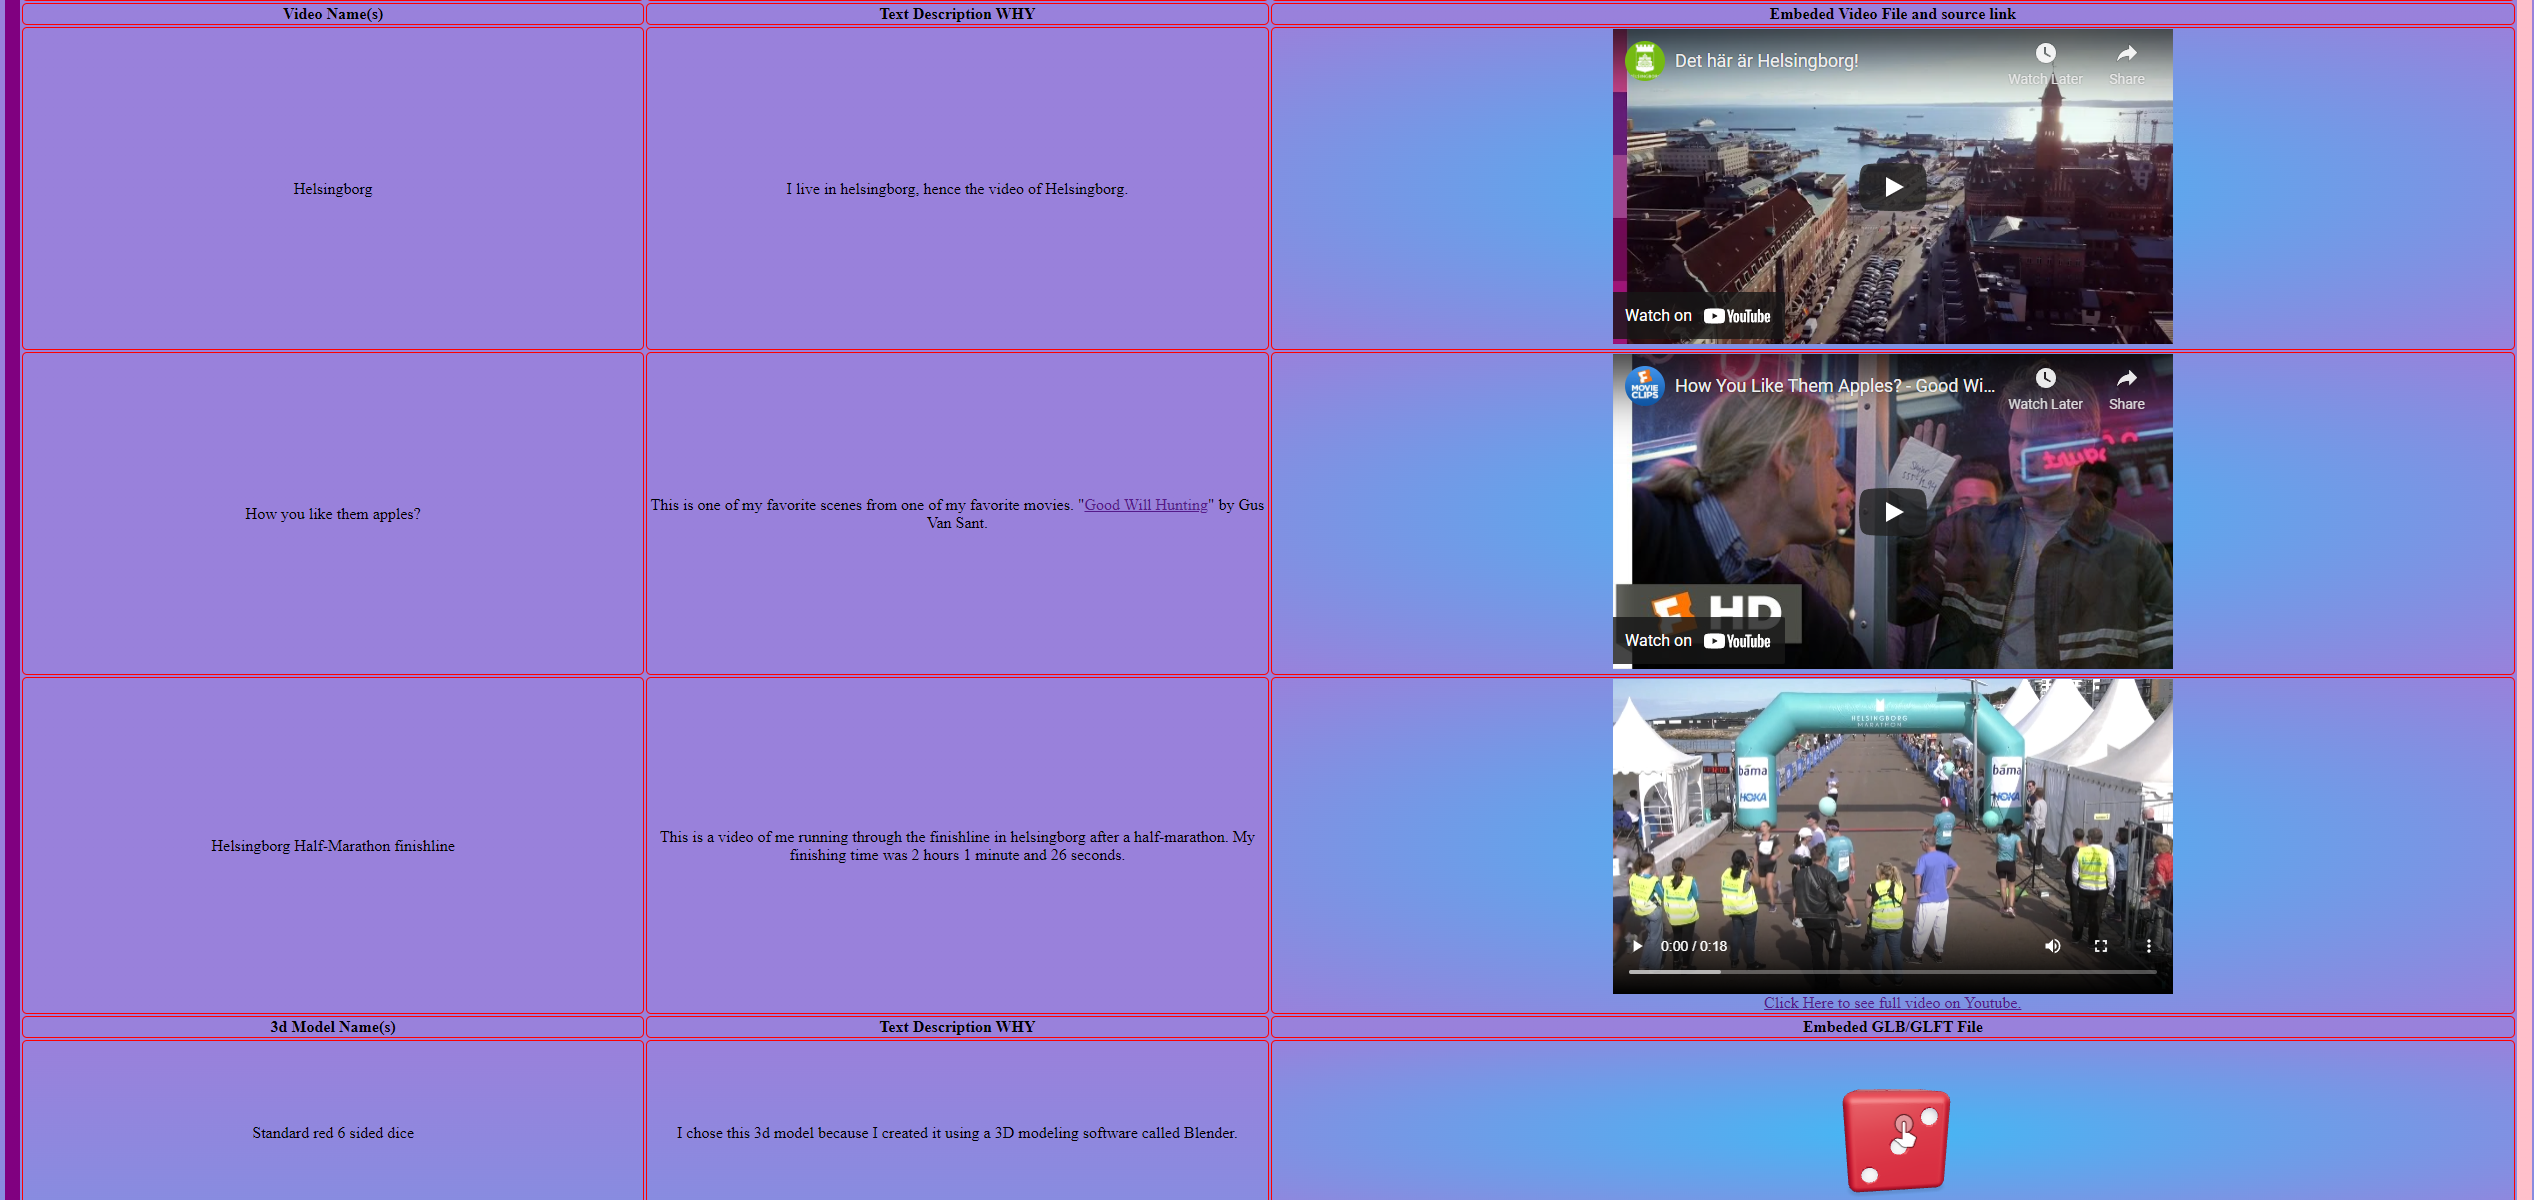 Video Name(s)
Text Description WHY
Embeded Video File and source link
Helsingborg
I live in helsingborg, hence the video of Helsingborg.
Det här är Helsingborg!
Watch Later
Share
Watch on YouTube
How you like them apples?
This is one of my favorite scenes from one of my favorite movies. "Good Will Hunting" by Gus
Van Sant.
MOVIE
CLIPS
How You Like Them Apples? - Good Wi...
Watch Later
Share
HD
Watch on YouTube
Helsingborg Half-Marathon finishline
This is a video of me running through the finishline in helsingborg after a half-marathon. My
finishing time was 2 hours 1 minute and 26 seconds.
HELSINGBORG
MARATHON
bama
HOKA
bama
HOKA
0:00 / 0:18
Click Here to see full video on Youtube.
3d Model Name(s)
Text Description WHY
Embeded GLB/GLFT File
Standard red 6 sided dice
I chose this 3d model because I created it using a 3D modeling software called Blender.